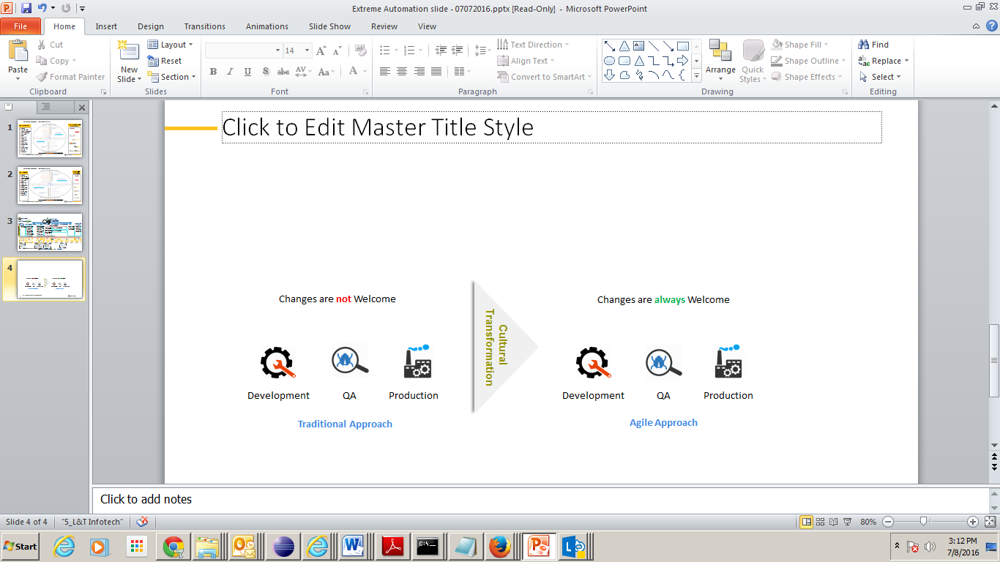 Extreme Automation slide - 07072016.pptx [Read-Only] - Microsoft PowerPoint
File Home Insert Design Transitions Animations Slide Show Review View
Paste
Cut
Copy
Format Painter
Clipboard
New Slide
Layout
Reset
Section
Slides
14
B I U S abc AV Aa A
Font
Text Direction
Align Text
Convert to SmartArt
Paragraph
Arrange
Quick Styles
Shape Fill
Shape Outline
Shape Effects
Drawing
Find
Replace
Select
Editing
1
2
3
4
Click to Edit Master Title Style
Changes are not Welcome
Development QA Production
Traditional Approach
Cultural
Transformation
Changes are always Welcome
Development QA Production
Agile Approach
Click to add notes
Slide 4 of 4 "5_L&T Infotech" 80%
Start
3:12 PM
7/8/2016